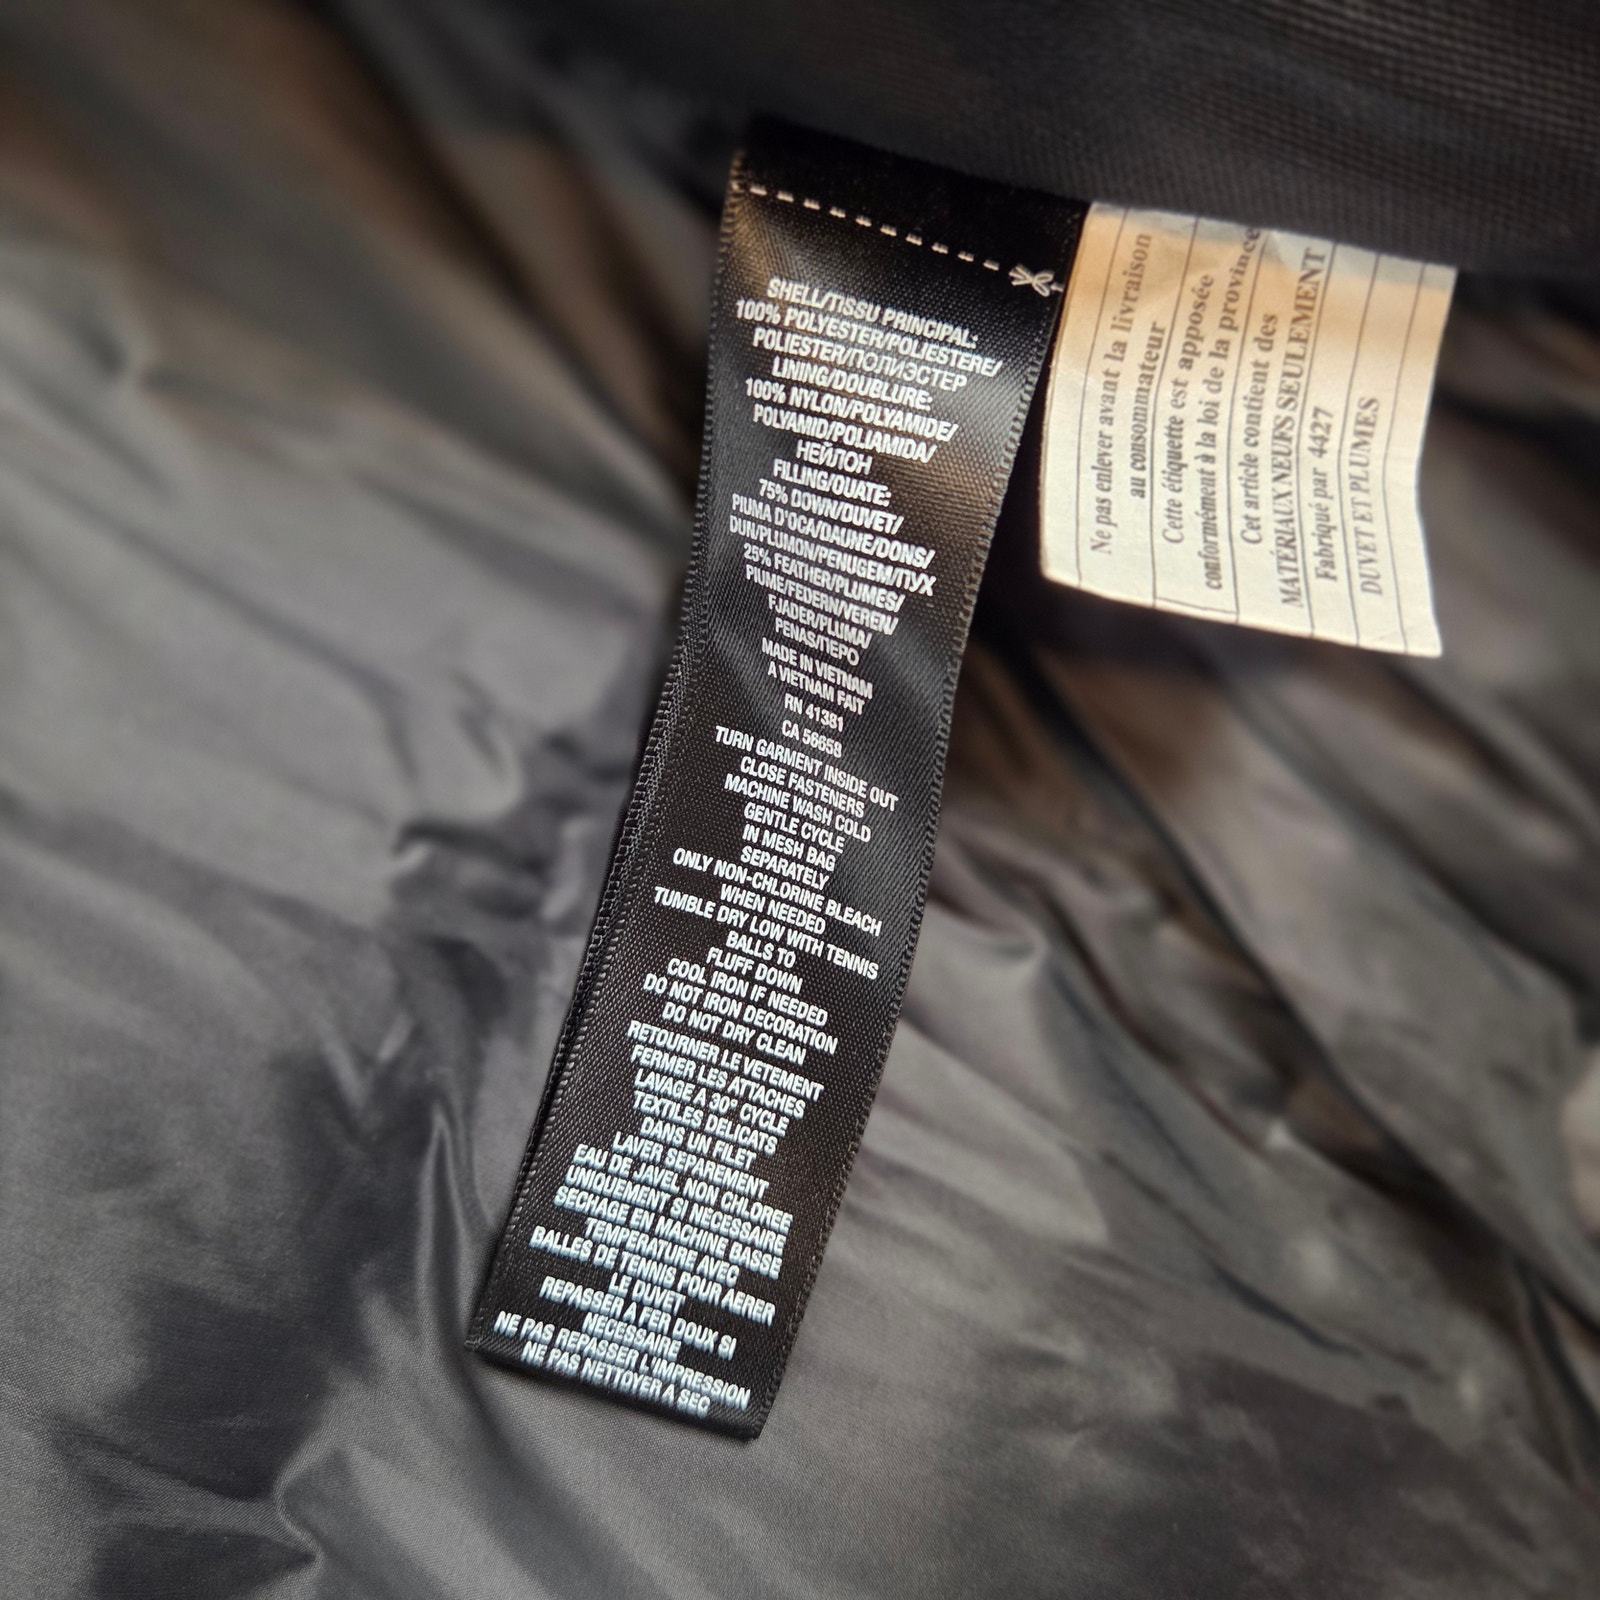 SHELL/TISSU PRINCIPAL:
100% POLYESTER/POLIESTERE/
POLIESTER/ПОЛИЭСТЕР
LINING/DOUBLURE:
100% NYLON/POLYAMIDE/
POLYAMID/POLIAMIDA/
НЕЙЛОН
FILLING/OUATE:
75% DOWN/DUVET/
PIUMA D'OCA/DAUNE/DONS/
DUN/PLUMON/PENUGEM/ПУХ
25% FEATHER/PLUMES/
PIUME/FEDERN/VEREN/
FJADER/PLUMA/
PENAS/ПЕРО
MADE IN VIETNAM
A VIETNAM FAIT
RN 41381
CA 56658
TURN GARMENT INSIDE OUT
CLOSE FASTENERS
MACHINE WASH COLD
GENTLE CYCLE
IN MESH BAG
SEPARATELY
ONLY NON-CHLORINE BLEACH
WHEN NEEDED
TUMBLE DRY LOW WITH TENNIS
BALLS TO
FLUFF DOWN
COOL IRON IF NEEDED
DO NOT IRON DECORATION
DO NOT DRY CLEAN
RETOURNER LE VETEMENT
FERMER LES ATTACHES
LAVAGE A 30° CYCLE
TEXTILES DELICATS
DANS UN FILET
LAVER SEPAREMENT
EAU DE JAVEL NON CHLOREE
UNIQUEMENT SI NECESSAIRE
SECHAGE EN MACHINE BASSE
TEMPERATURE AVEC
BALLES DE TENNIS POUR AERER
LE DUVET
REPASSER A FER DOUX SI
NECESSAIRE
NE PAS REPASSER L'IMPRESSION
NE PAS NETTOYER A SEC
Ne pas enlever avant la livraison
au consommateur
Cette étiquette est apposée
conformément à la loi de la province
Cet article contient des
MATÉRIAUX NEUFS SEULEMENT
Fabriqué par 4427
DUVET ET PLUMES